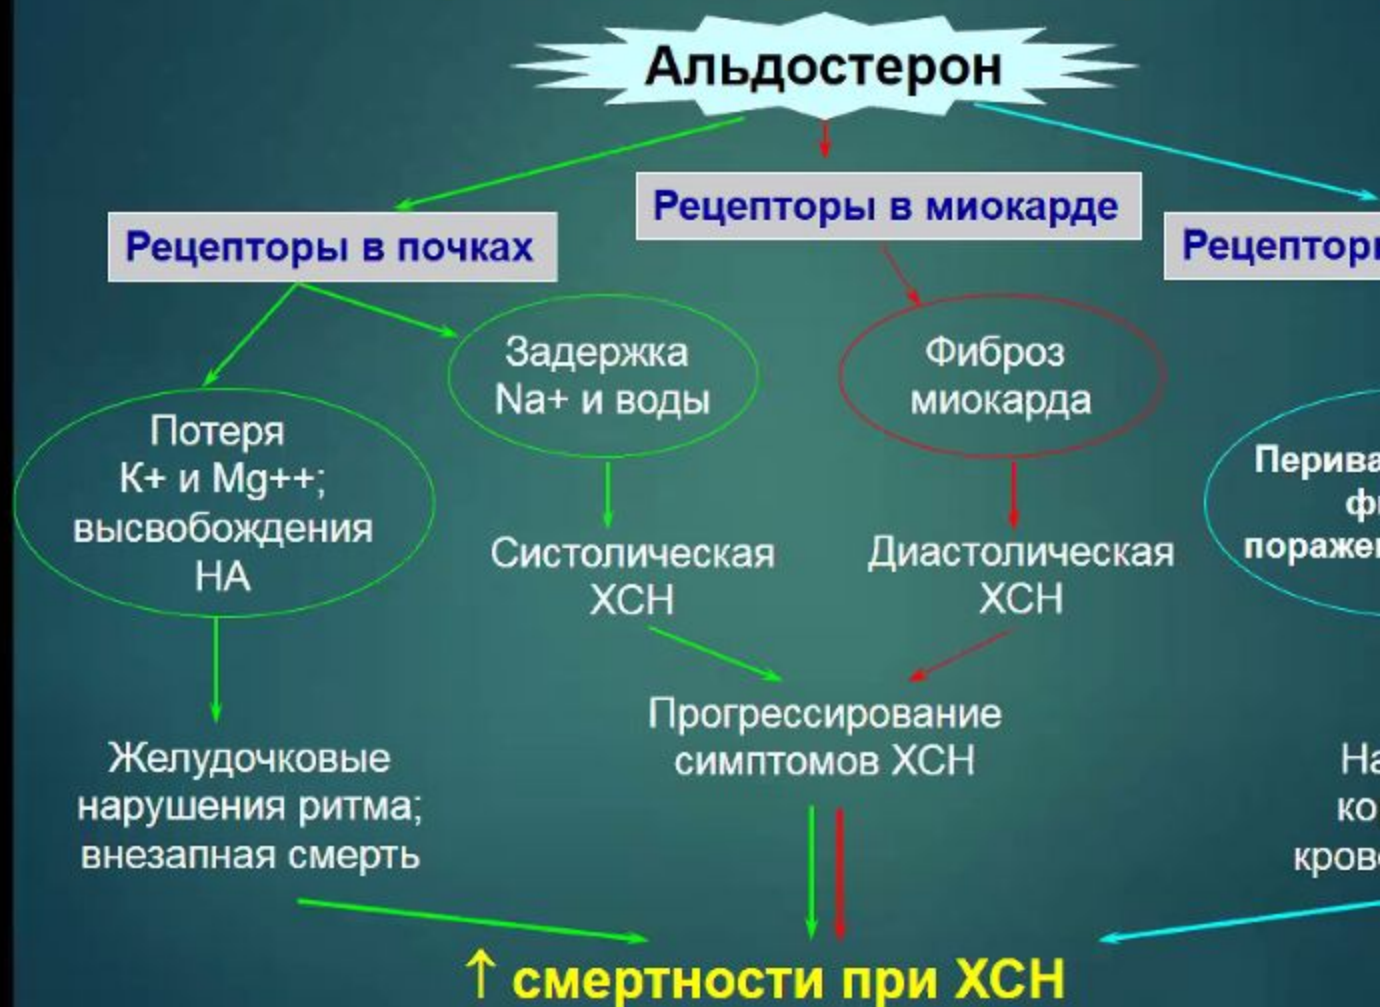 Альдостерон
Рецепторы в почках
Рецепторы в миокарде
Задержка
Na+ и воды
Фиброз
миокарда
Потеря
К+ и Mg++;
высвобождения
НА
Систолическая
ХСН
Диастолическая
ХСН
Прогрессирование
симптомов ХСН
Желудочковые
нарушения ритма;
внезапная смерть
↑ смертности при ХСН